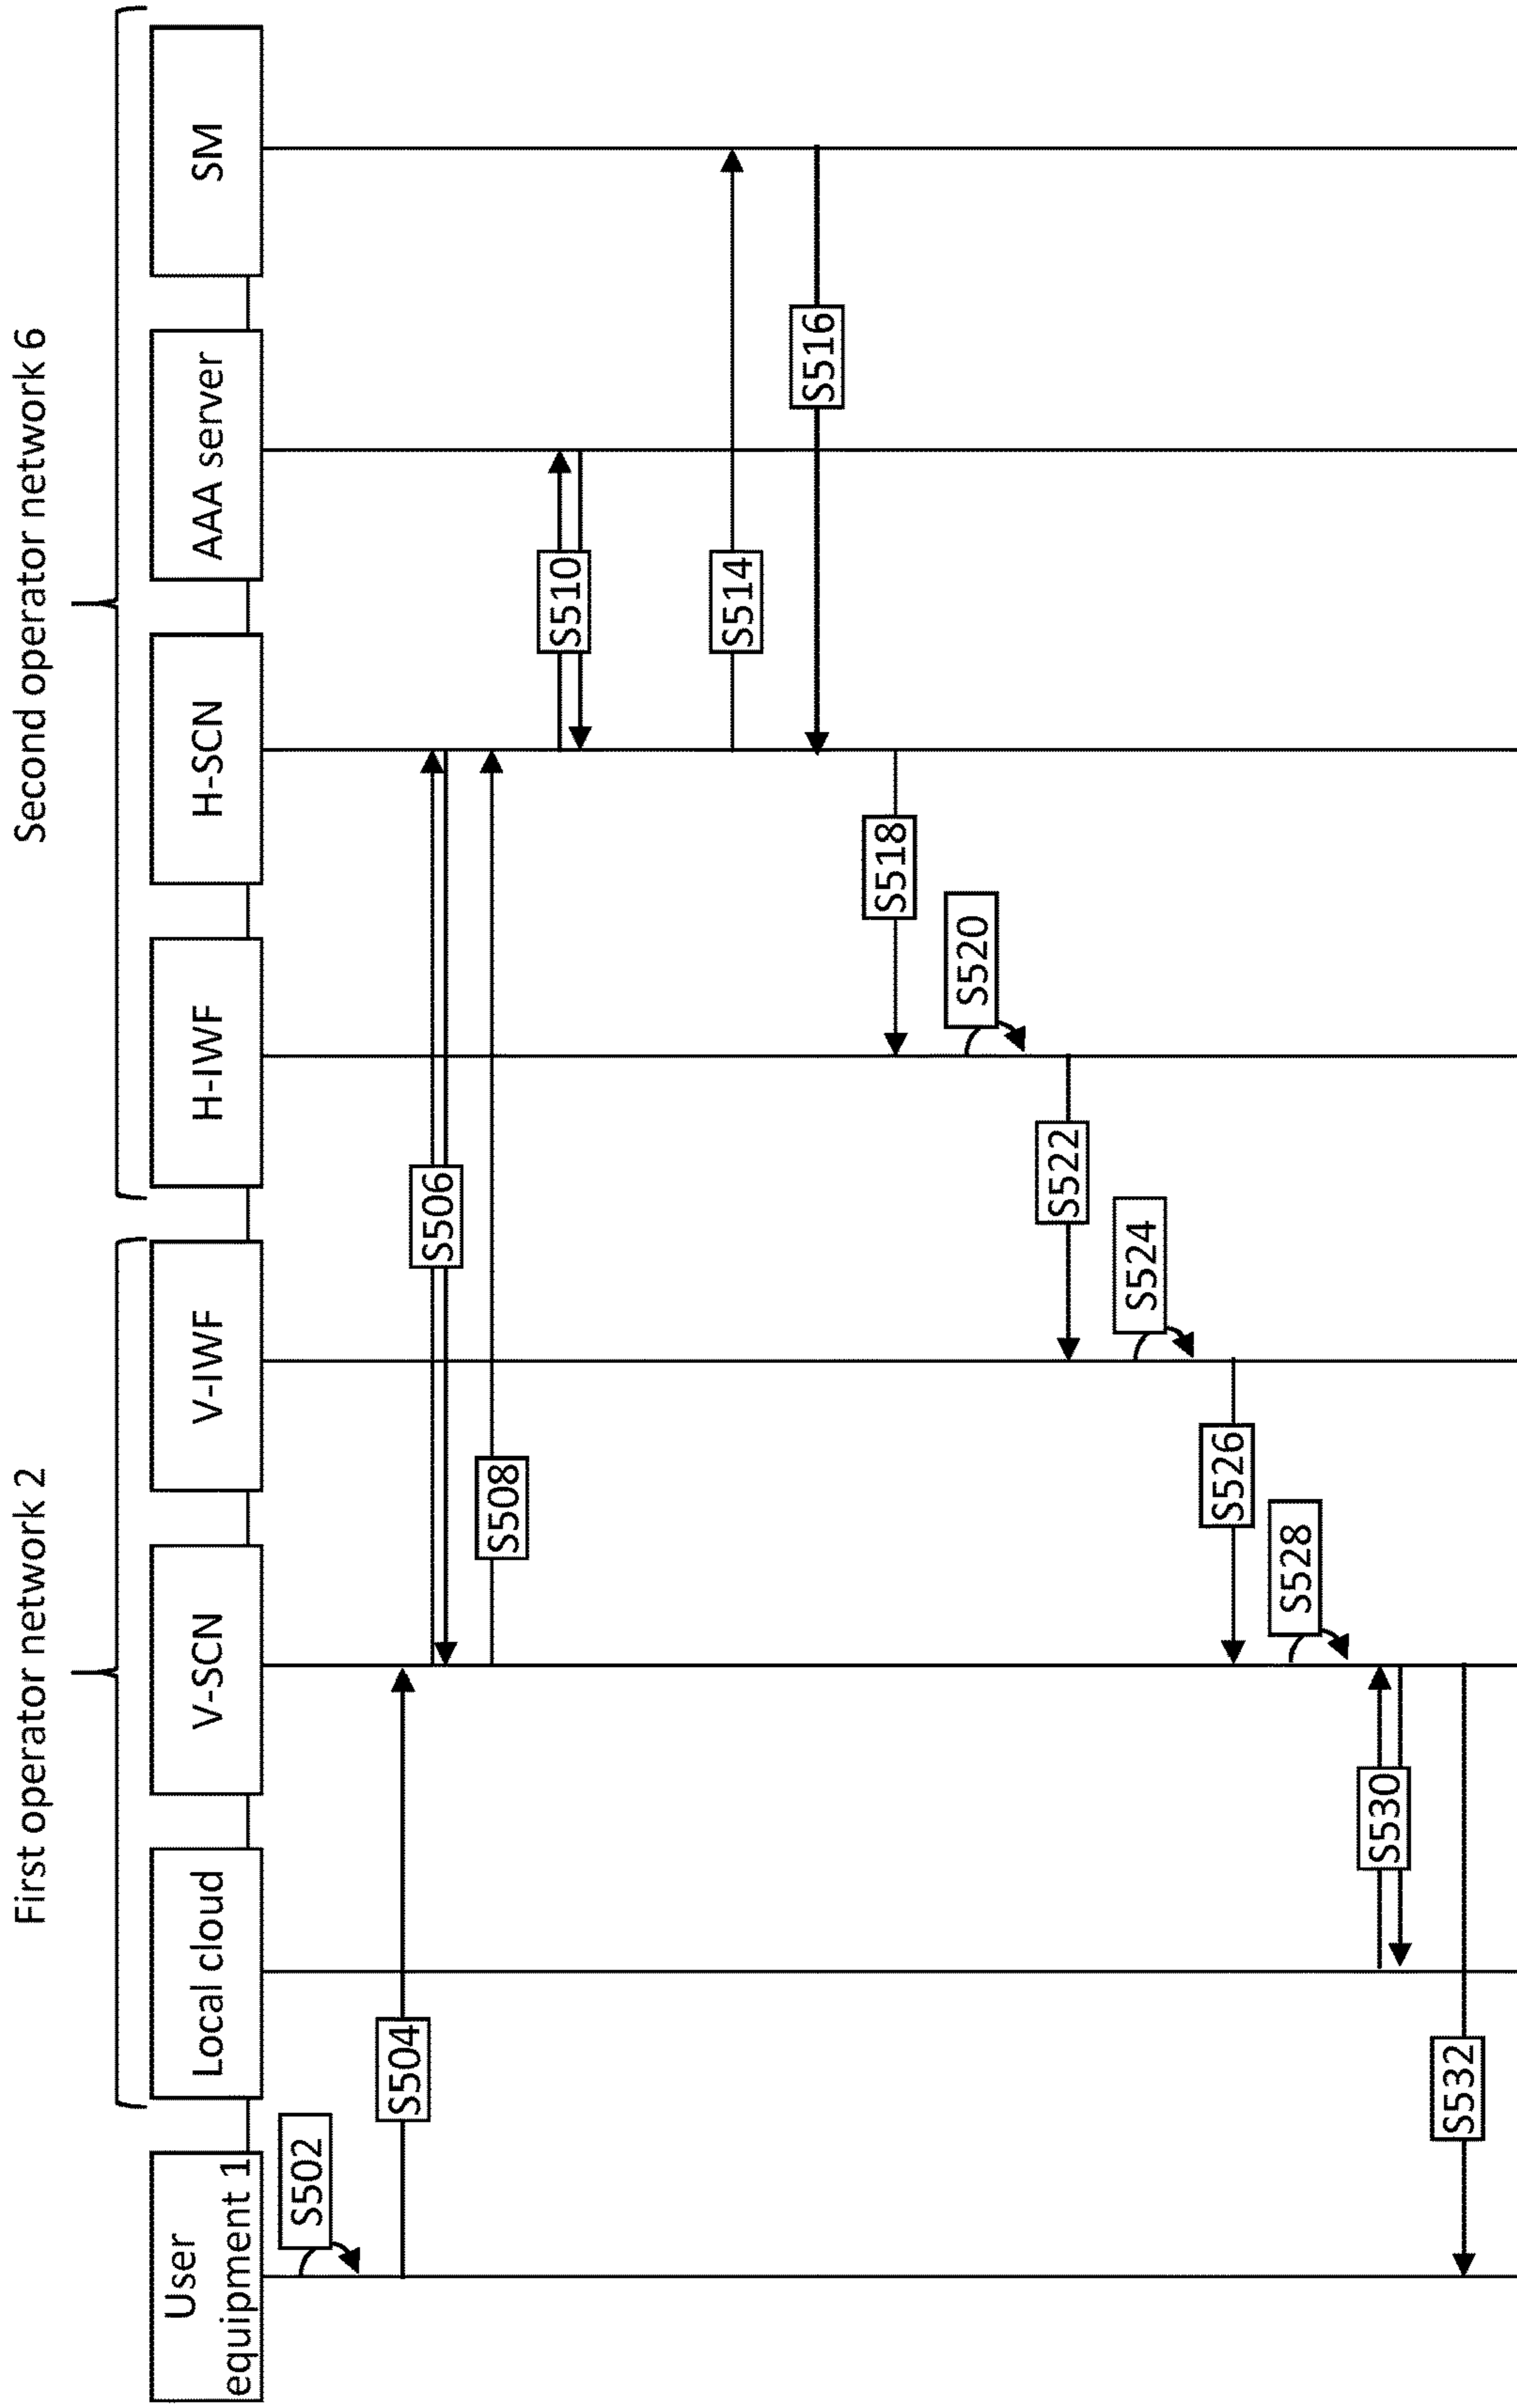 First operator network 2
Second operator network 6
User
equipment 1
Local cloud
V-SCN
V-IWF
H-IWF
H-SCN
AAA server
SM
S502
S504
S506
S508
S510
S514
S516
S518
S520
S522
S524
S526
S528
S530
S532